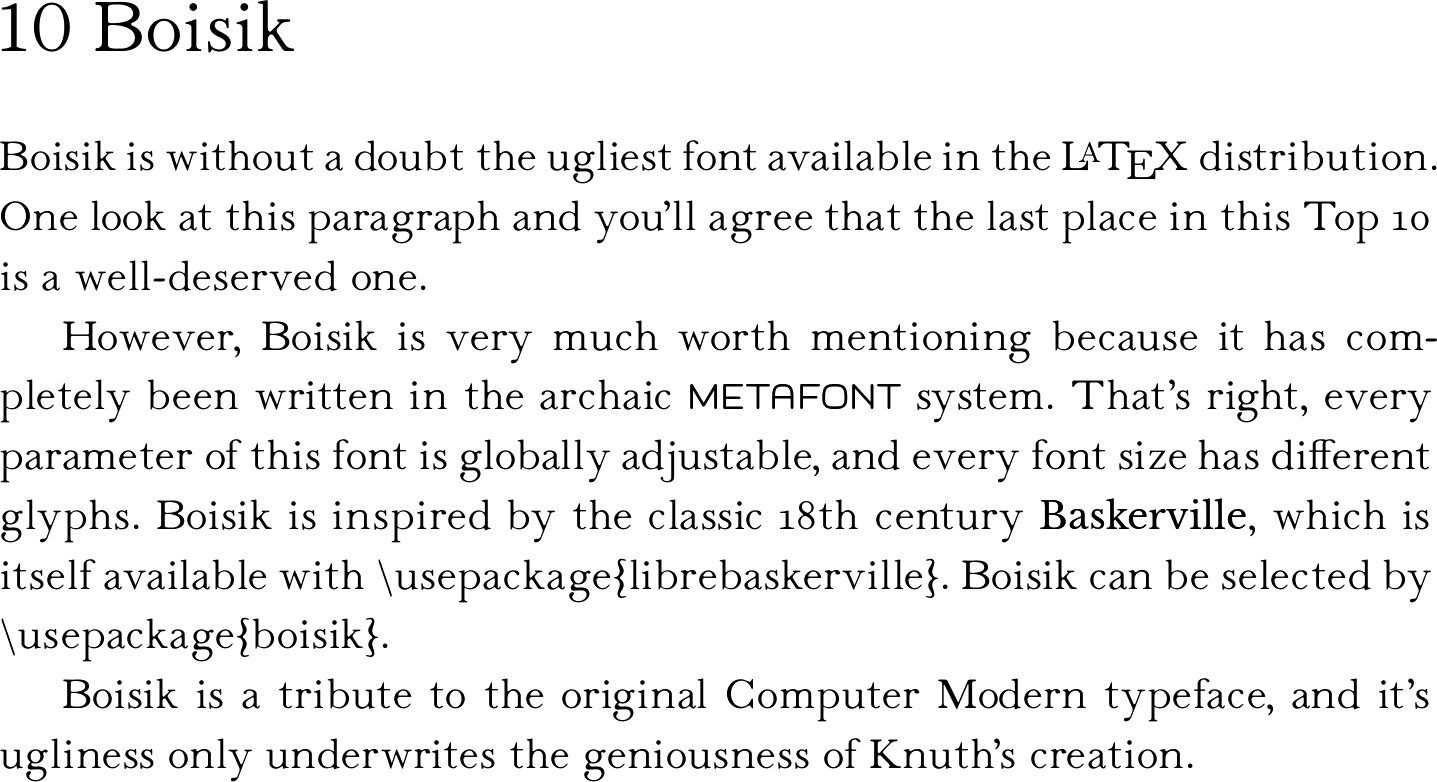 10 Boisik
Boisik is without a doubt the ugliest font available in the LATEX distribution.
One look at this paragraph and you'll agree that the last place in this Top 10
is a well-deserved one.
However, Boisik is very much worth mentioning because it has com-
pletely been written in the archaic METAFONT system. That's right, every
parameter of this font is globally adjustable, and every font size has different
glyphs. Boisik is inspired by the classic 18th century Baskerville, which is
itself available with \usepackage{librebaskerville}. Boisik can be selected by
\usepackage{boisik}.
Boisik is a tribute to the original Computer Modern typeface, and it's
ugliness only underwrites the geniousness of Knuth's creation.